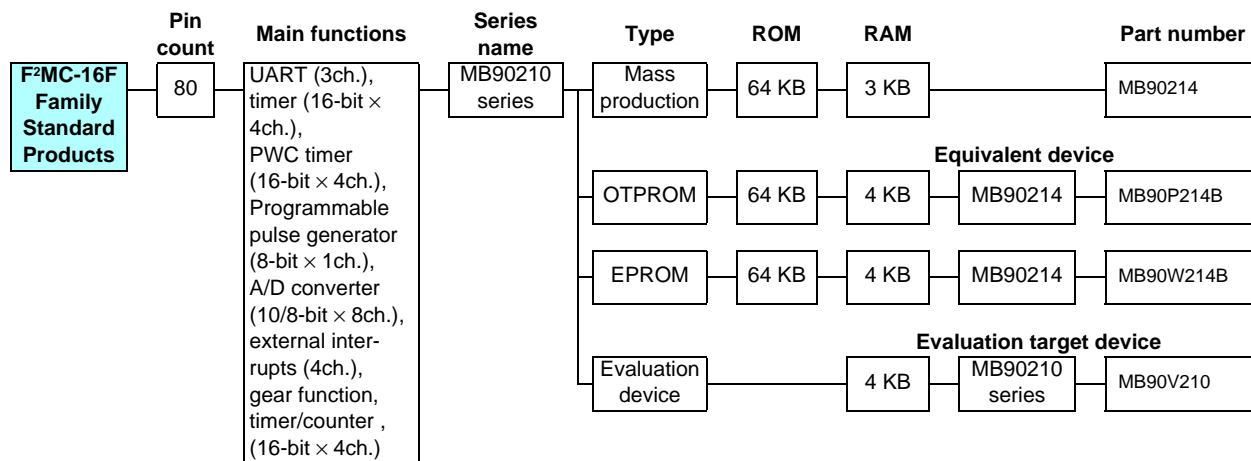 Pin count
Main functions
Series name
Type
ROM
RAM
Part number
F²MC-16F
Family
Standard
Products
80
UART (3ch.),
timer (16-bit ×
4ch.),
PWC timer
(16-bit × 4ch.),
Programmable
pulse generator
(8-bit × 1ch.),
A/D converter
(10/8-bit × 8ch.),
external inter-
rupts (4ch.),
gear function,
timer/counter ,
(16-bit × 4ch.)
MB90210
series
Mass
production
64 KB
3 KB
MB90214
Equivalent device
OTPROM
64 KB
4 KB
MB90214
MB90P214B
EPROM
64 KB
4 KB
MB90214
MB90W214B
Evaluation target device
Evaluation
device
4 KB
MB90210
series
MB90V210